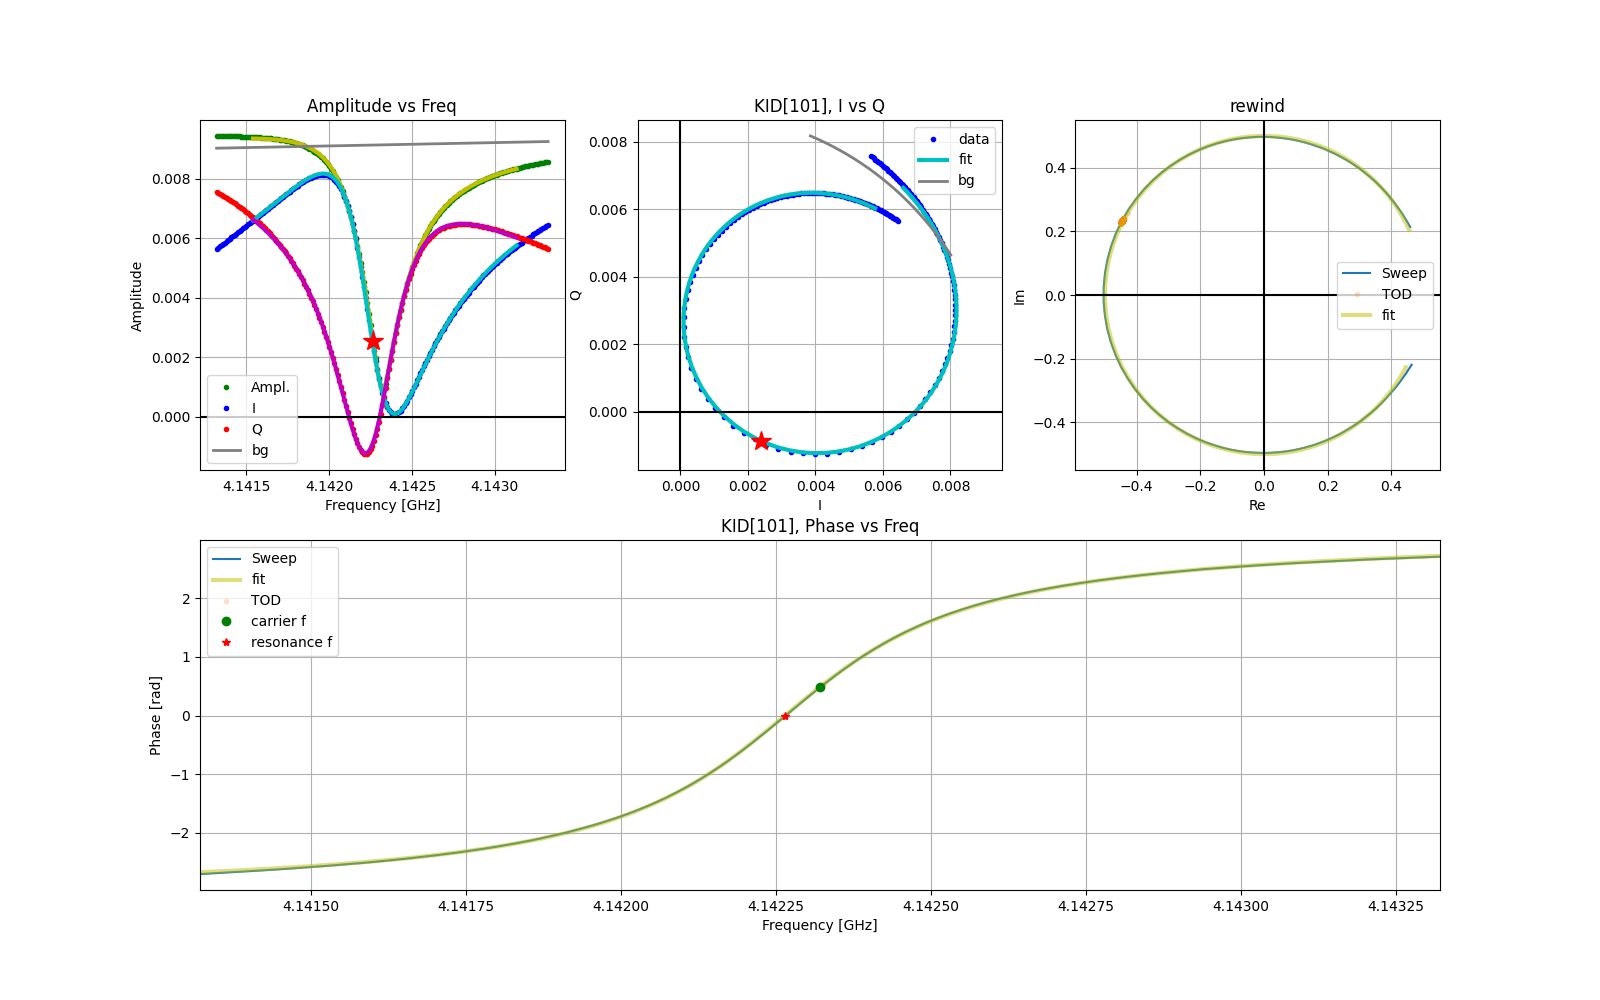 Amplitude vs Freq
Amplitude
0.008
0.006
0.004
0.002
0.000
Ampl.
I
Q
bg
4.1415
4.1420
4.1425
4.1430
Frequency [GHz]
KID[101], I vs Q
Q
0.008
0.006
0.004
0.002
0.000
data
fit
bg
0.000
0.002
0.004
0.006
0.008
I
rewind
Im
0.4
0.2
0.0
−0.2
−0.4
Sweep
TOD
fit
−0.4
−0.2
0.0
0.2
0.4
Re
KID[101], Phase vs Freq
Phase [rad]
2
1
0
−1
−2
Sweep
fit
TOD
carrier f
resonance f
4.14150
4.14175
4.14200
4.14225
4.14250
4.14275
4.14300
4.14325
Frequency [GHz]